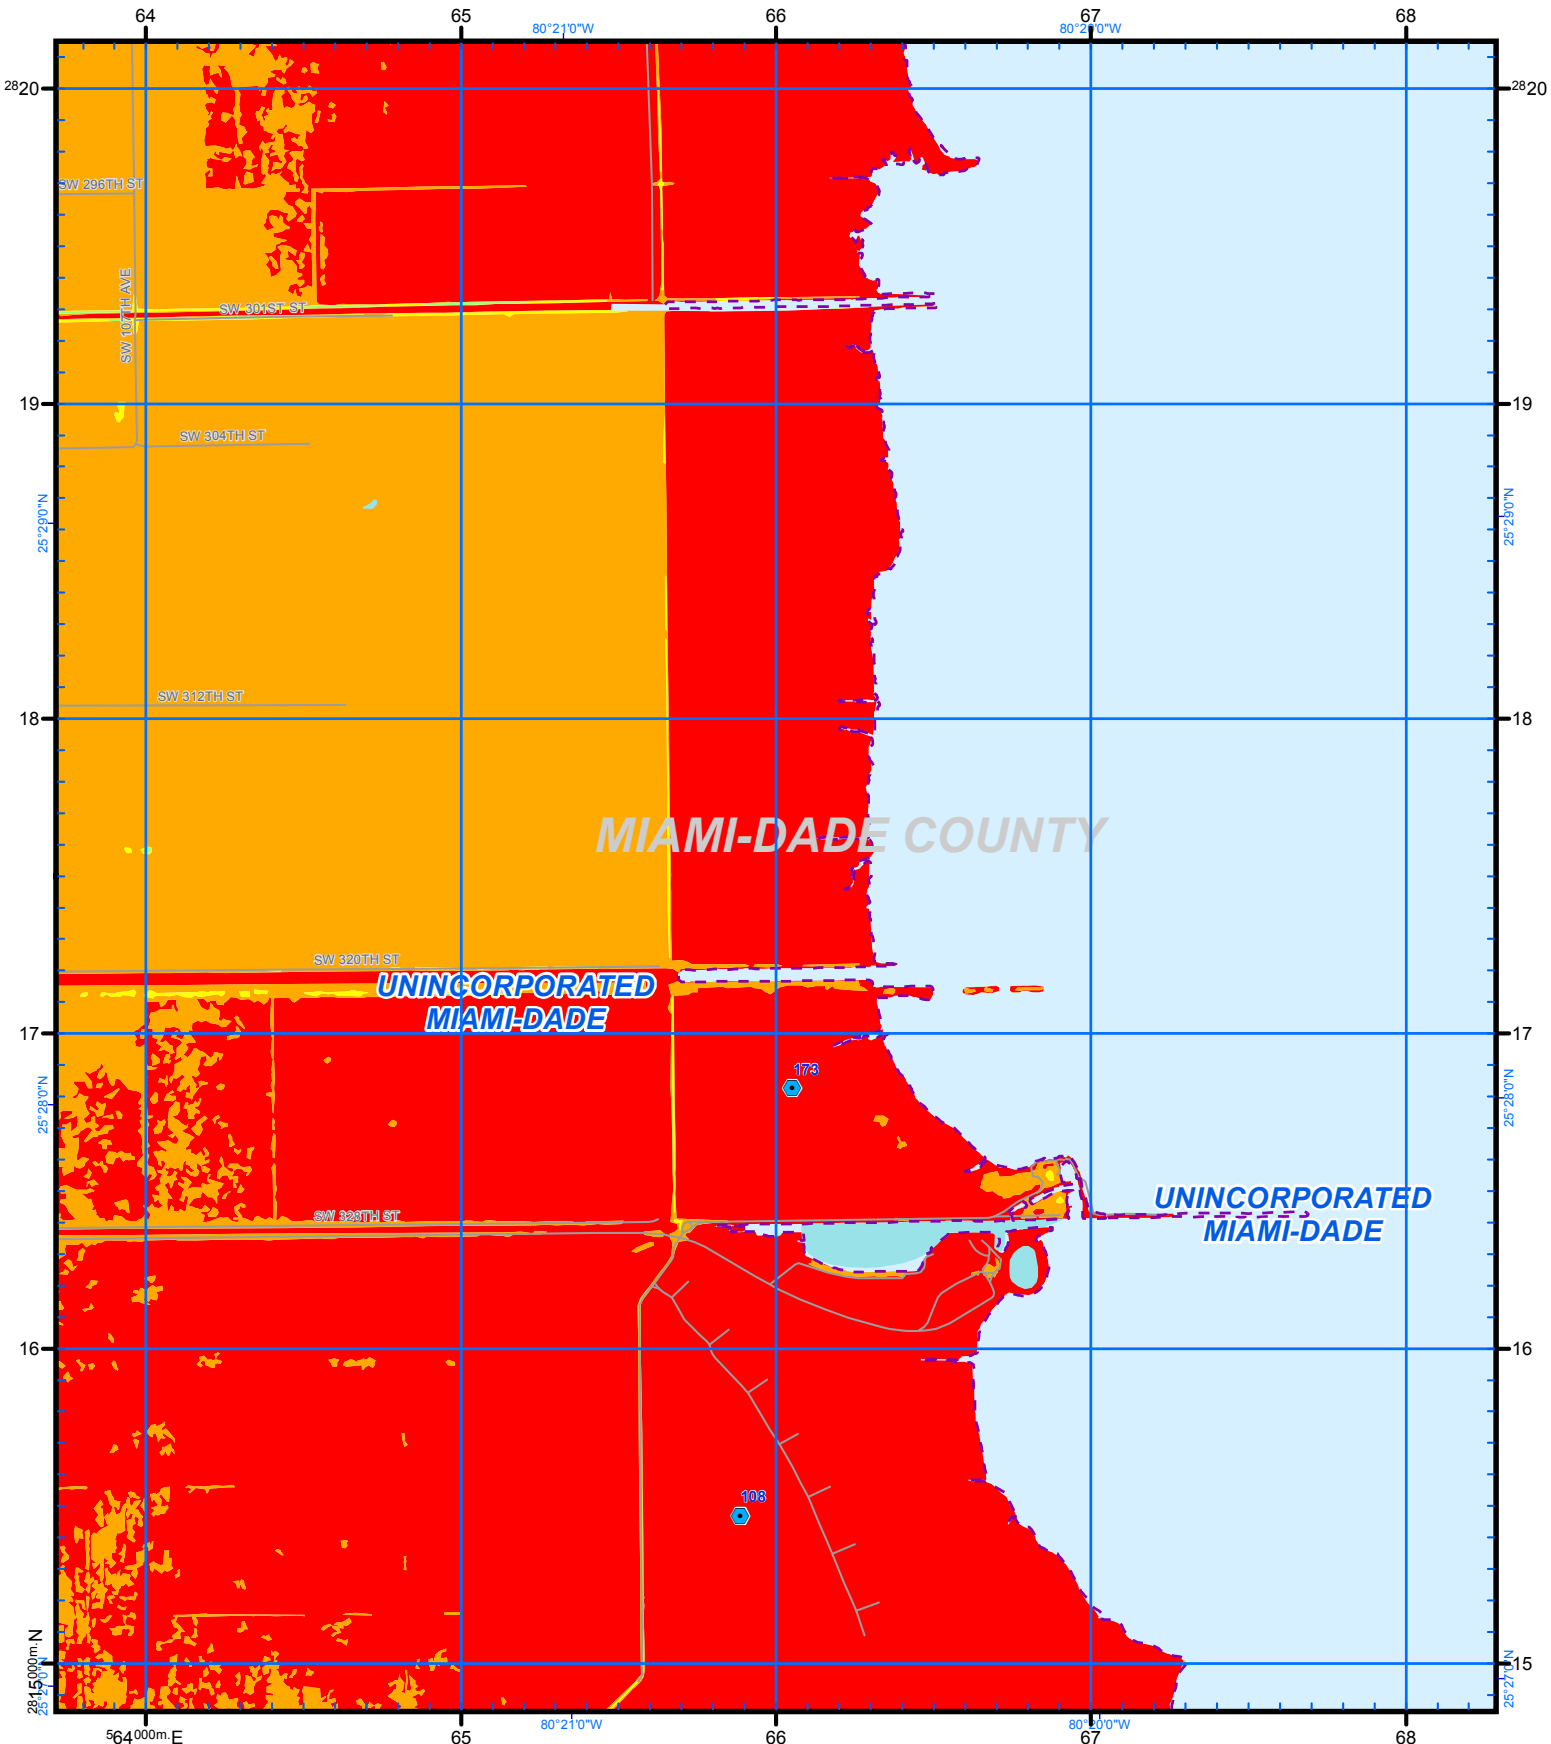 64 65 66 67 68
80°21'0"W 80°20'0"W
2820 2820
SW 296TH ST
SW 107TH AVE
SW 301ST ST
19 19
SW 304TH ST
25°29'0"N 25°29'0"N
SW 312TH ST
18 18
MIAMI-DADE COUNTY
SW 320TH ST
UNINCORPORATED
MIAMI-DADE
17 17
173
25°28'0"N 25°28'0"N
UNINCORPORATED
MIAMI-DADE
SW 328TH ST
16 16
108
2815000m.N 15
25°27'0"N 25°27'0"N
80°21'0"W 80°20'0"W
564000m.E 65 66 67 68